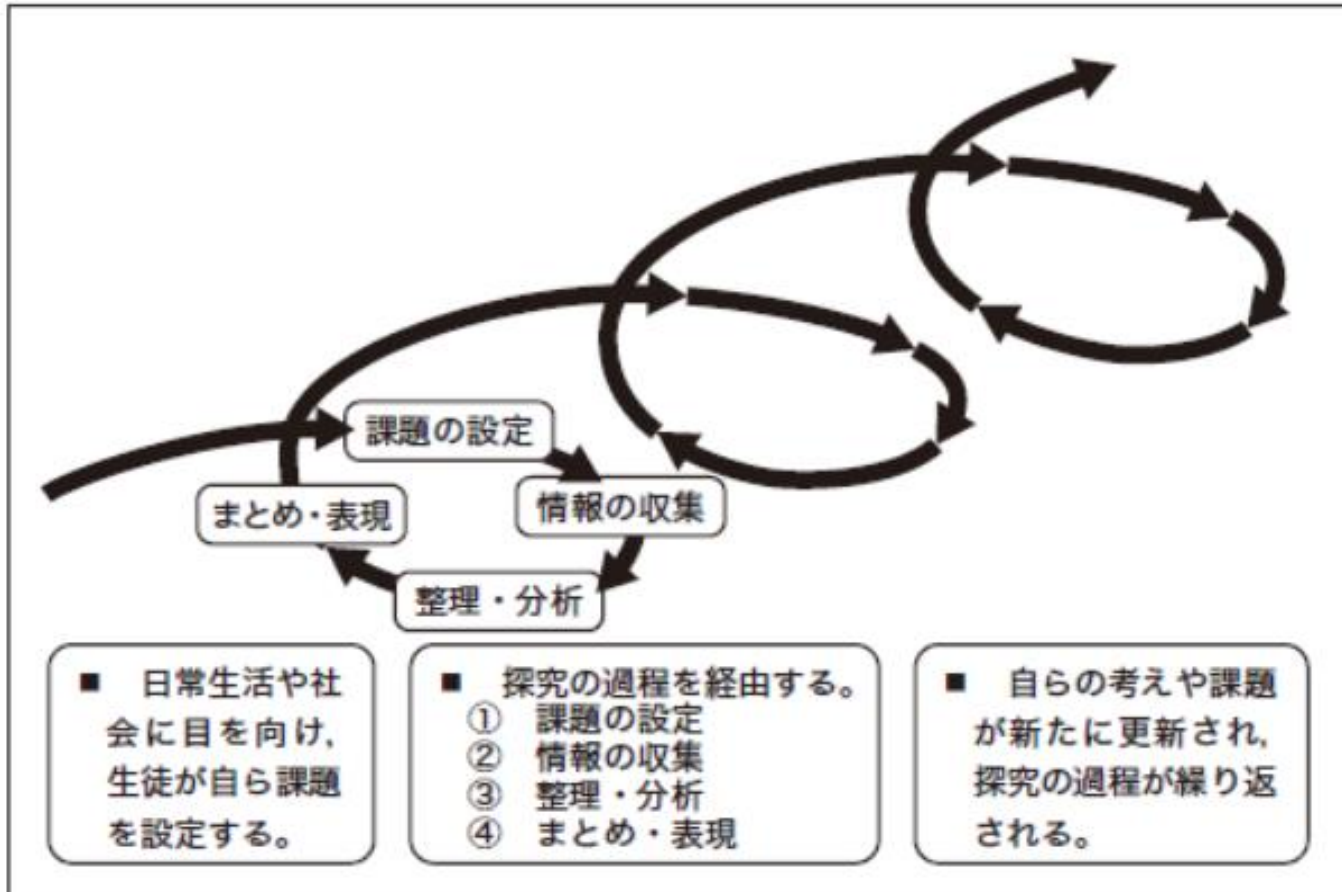 課題の設定
情報の収集
まとめ・表現
整理・分析
■ 日常生活や社
会に目を向け,
生徒が自ら課題
を設定する。
■ 探究の過程を経由する。
① 課題の設定
② 情報の収集
③ 整理・分析
④ まとめ・表現
■ 自らの考えや課題
が新たに更新され,
探究の過程が繰り返
される。